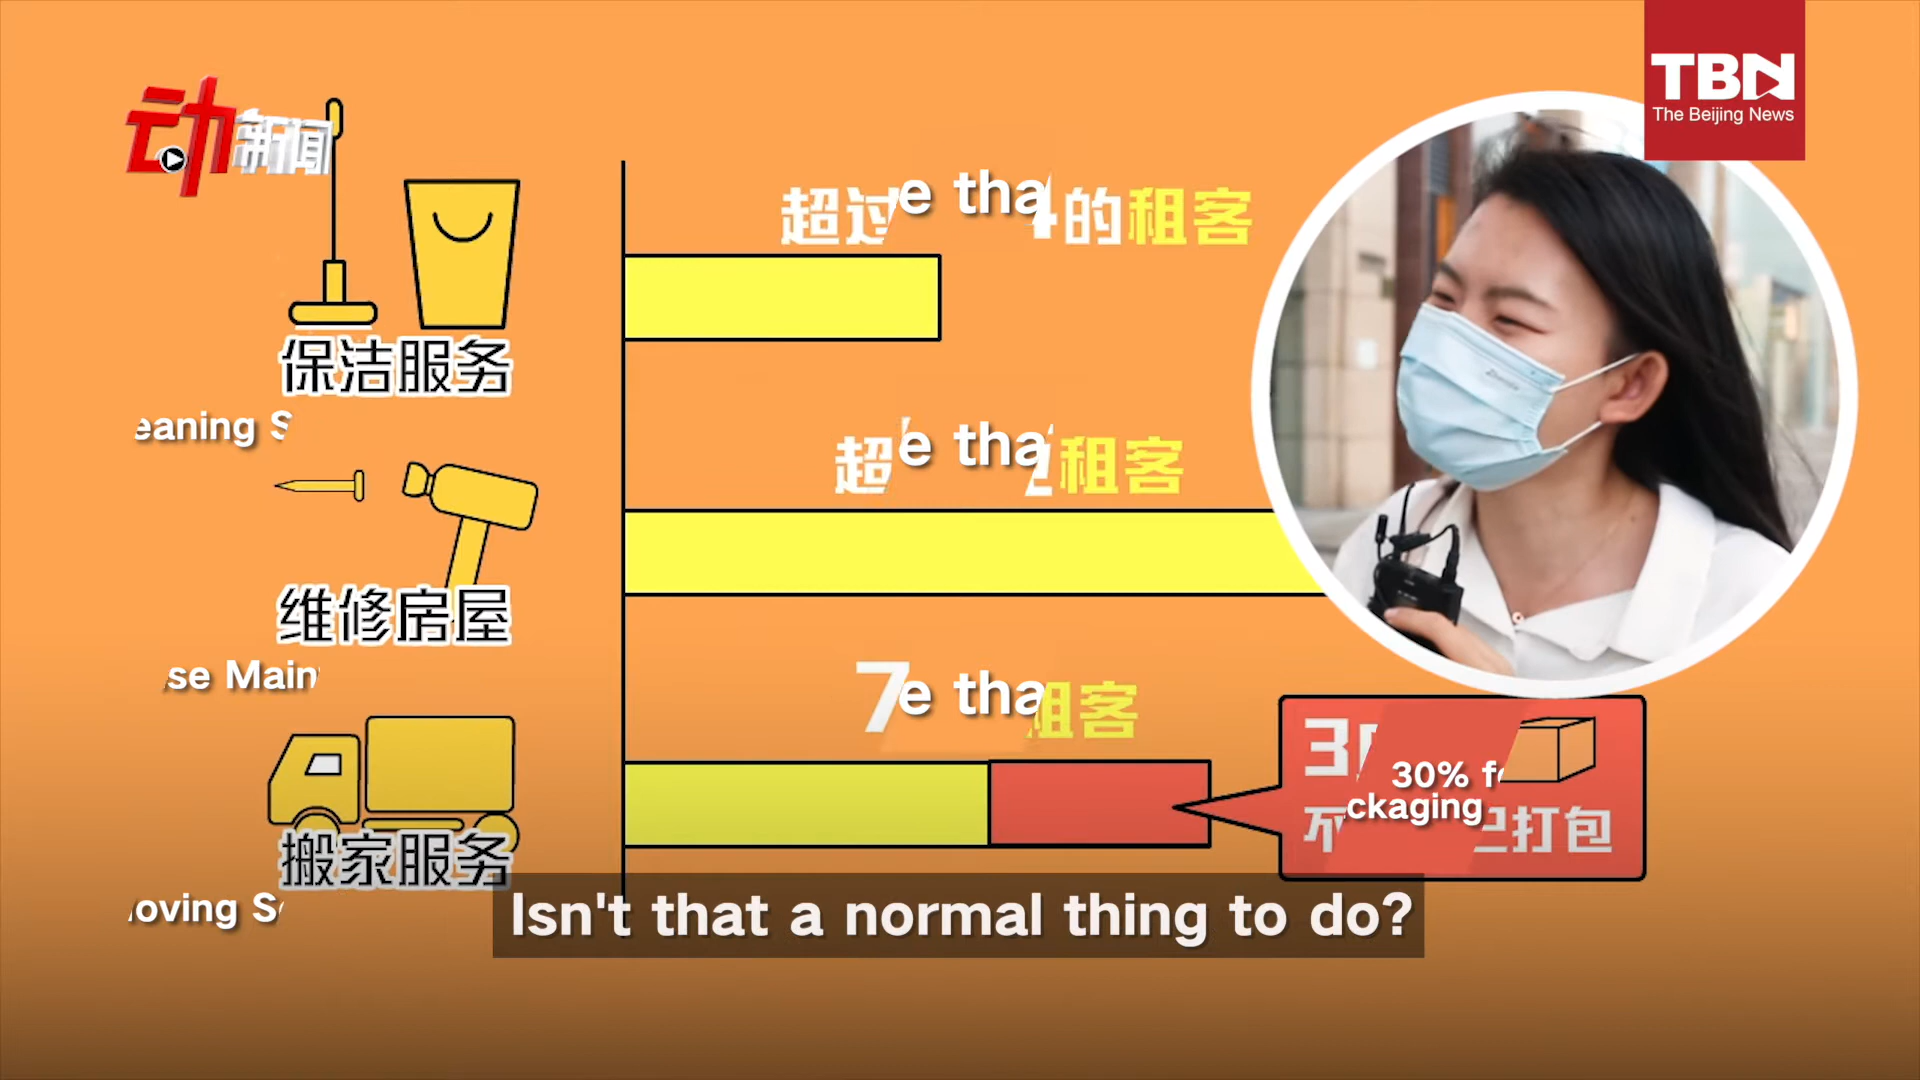 动新闻
TBN
The Beijing News
超过 e tha 4的租客
保洁服务
eaning S
超 e tha 租客
维修房屋
se Main
7 e tha 租客
30% f
ckaging
打包
搬家服务
oving S
Isn't that a normal thing to do?